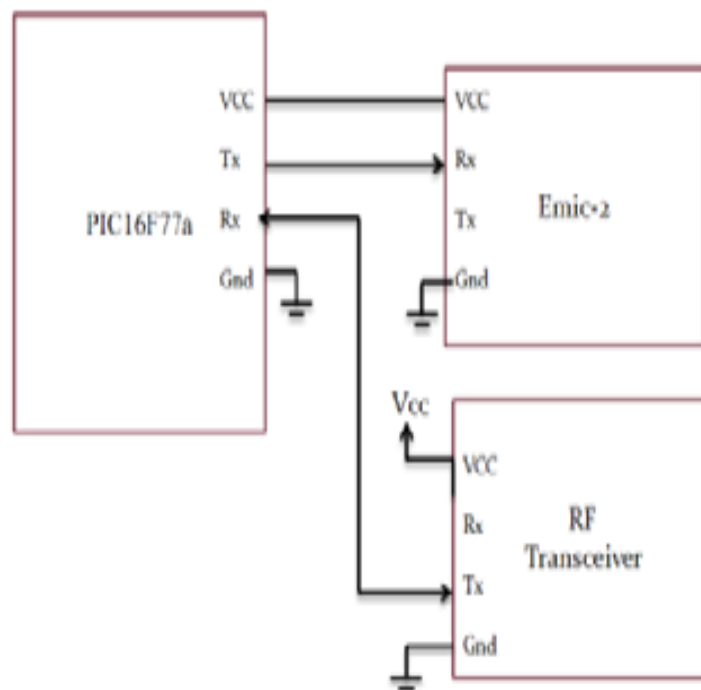 PIC16F77a
VCC
Tx
Rx
Gnd
VCC
Rx
Tx
Gnd
Emic-2
Vcc
VCC
Rx
Tx
Gnd
RF
Transceiver